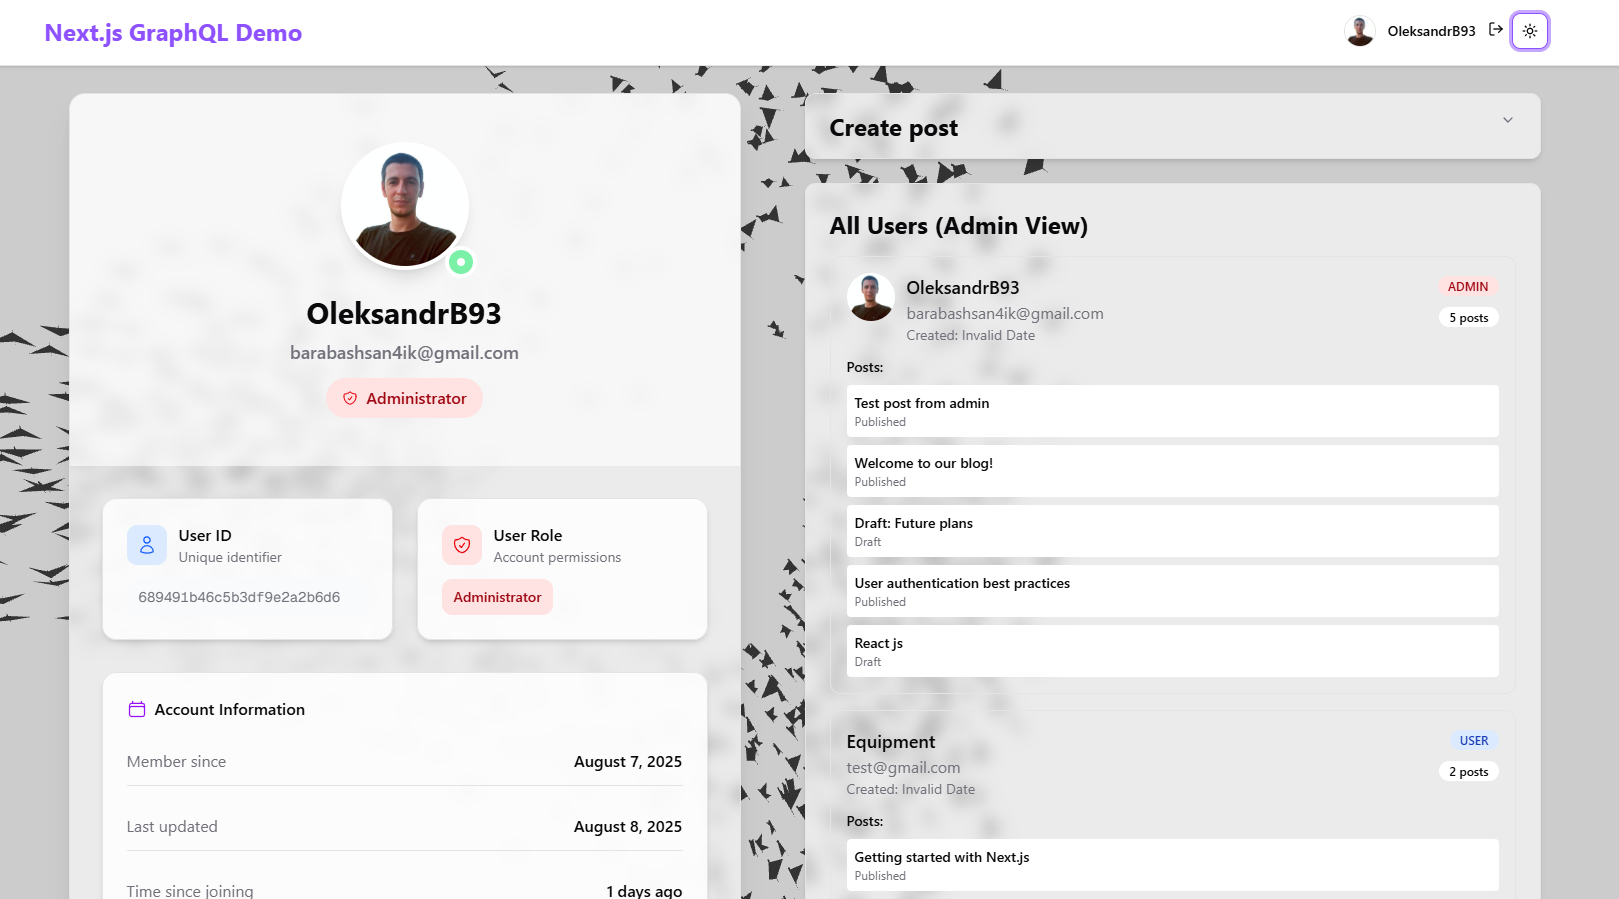 Next.js GraphQL Demo
OleksandrB93
OleksandrB93
barabashsan4ik@gmail.com
Administrator
User ID
Unique identifier
689491b46c5b3df9e2a2b6d6
User Role
Account permissions
Administrator
Account Information
Member since August 7, 2025
Last updated August 8, 2025
Time since joining 1 days ago
Create post
All Users (Admin View)
OleksandrB93 ADMIN
barabashsan4ik@gmail.com 5 posts
Created: Invalid Date
Posts:
Test post from admin
Published
Welcome to our blog!
Published
Draft: Future plans
Draft
User authentication best practices
Published
React js
Draft
Equipment USER
test@gmail.com 2 posts
Created: Invalid Date
Posts:
Getting started with Next.js
Published